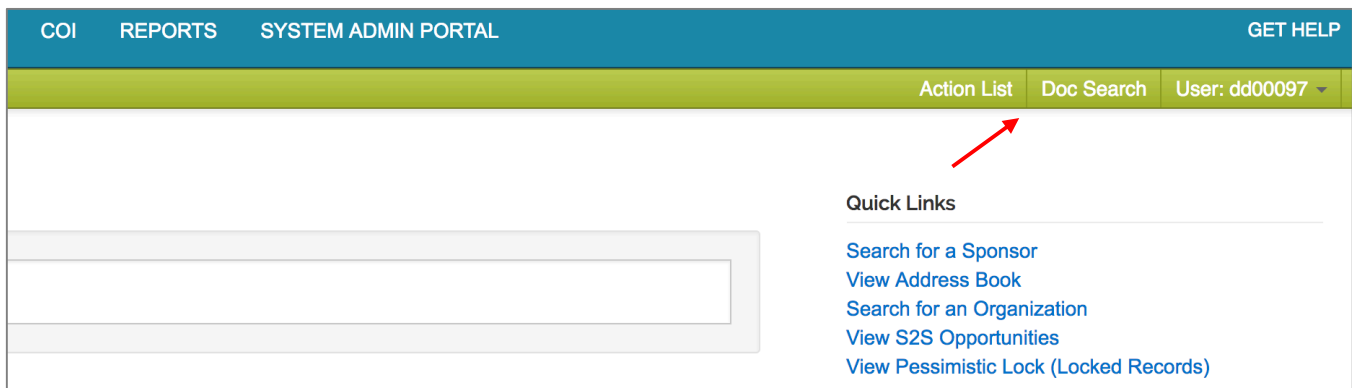 COI REPORTS SYSTEM ADMIN PORTAL GET HELP
Action List Doc Search User: dd00097
Quick Links
Search for a Sponsor
View Address Book
Search for an Organization
View S2S Opportunities
View Pessimistic Lock (Locked Records)